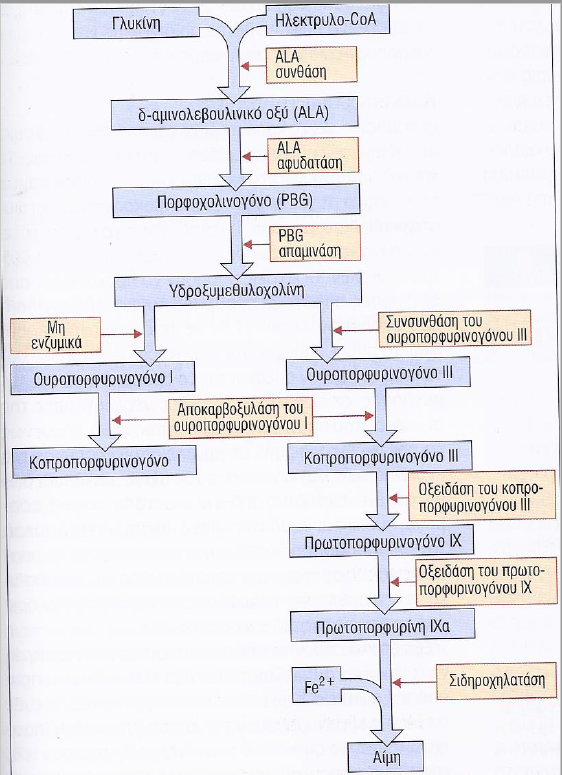 Γλυκίνη
Ηλεκτρυλο-CoA
ALA
συνθάση
δ-αμινολεβουλινικό οξύ (ALA)
ALA
αφυδατάση
Πορφοχολινογόνο (PBG)
PBG
απαμινάση
Υδροξυμεθυλοχολίνη
Μη
ενζυμικά
Συνσυνθάση του
ουροπορφυρινογόνου III
Ουροπορφυρινογόνο I
Ουροπορφυρινογόνο III
Αποκαρβοξυλάση του
ουροπορφυρινογόνου I
Κοπροπορφυρινογόνο I
Κοπροπορφυρινογόνο III
Οξειδάση του κοπρο-
πορφυρινογόνου III
Πρωτοπορφυρινογόνο IX
Οξειδάση του πρωτο-
πορφυρινογόνου IX
Πρωτοπορφυρίνη IXα
Fe2+
Σιδηροχηλατάση
Αίμη